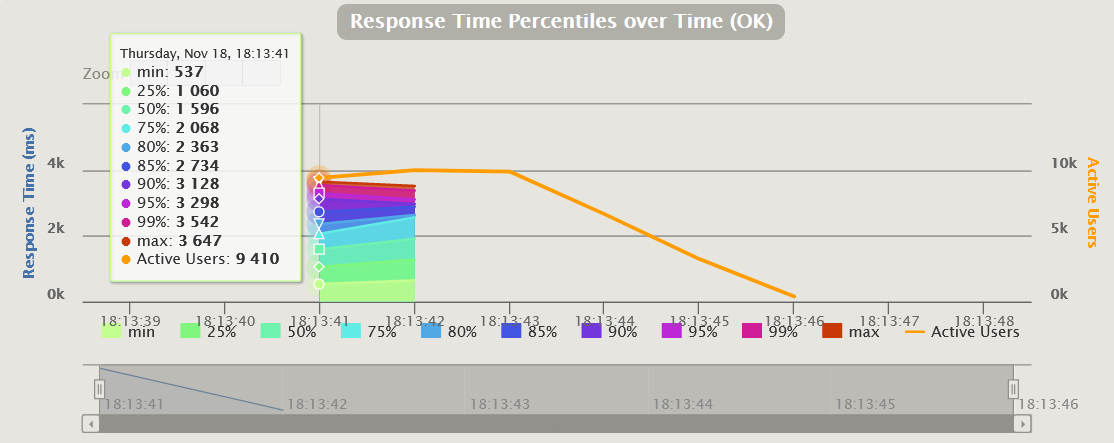 Response Time Percentiles over Time (OK)
Thursday, Nov 18, 18:13:41
Zoom
min: 537
25%: 1 060
50%: 1 596
75%: 2 068
80%: 2 363
85%: 2 734
90%: 3 128
95%: 3 298
99%: 3 542
max: 3 647
Active Users: 9 410
Response Time (ms)
4k
2k
0k
10k
5k
0k
Active Users
18:13:39 18:13:40 18:13:41 18:13:42 18:13:43 18:13:44 18:13:45 18:13:46 18:13:47 18:13:48
min 25% 50% 75% 80% 85% 90% 95% 99% max Active Users
18:13:41 18:13:42 18:13:43 18:13:44 18:13:45 18:13:46